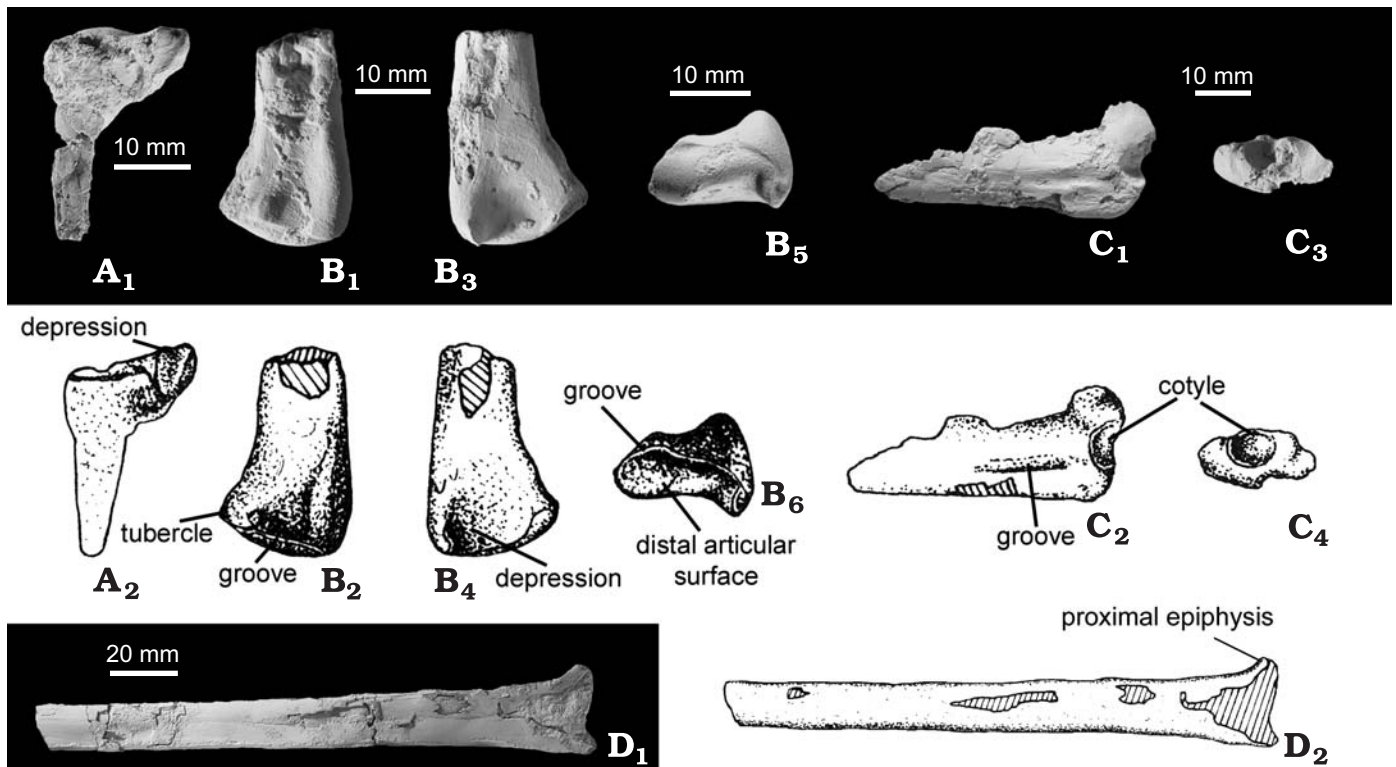 10 mm
10 mm
10 mm
10 mm
A1
B1
B3
B5
C1
C3
depression
groove
cotyle
tubercle
groove
depression
distal articular
surface
groove
A2
B2
B4
B6
C2
C4
20 mm
proximal epiphysis
D1
D2